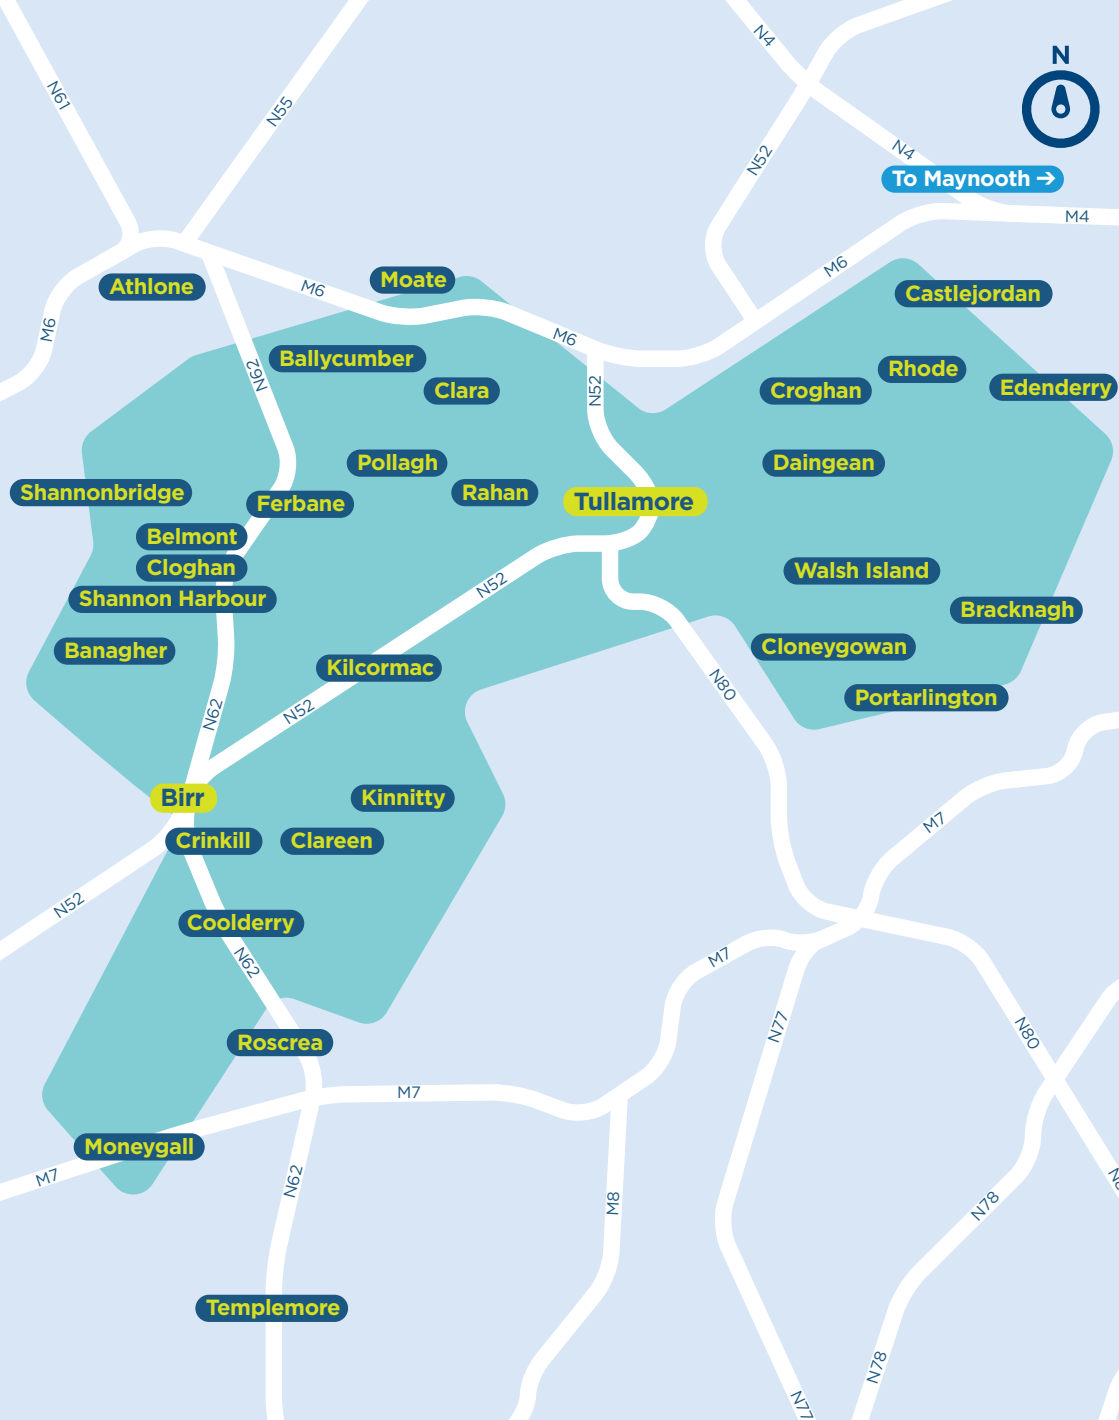 N4
N
N61
N55
N4
N52
To Maynooth →
M4
M6
Moate
Athlone
M6
Castlejordan
M6
M6
Ballycumber
Rhode
N62
Clara
N52
Croghan
Edenderry
Pollagh
Daingean
Shannonbridge
Rahan
Ferbane
Tullamore
Belmont
Cloghan
Walsh Island
N52
Shannon Harbour
Bracknagh
Banagher
Cloneygowan
Kilcormac
N80
Portarlington
N62
N52
Birr
Kinnitty
M7
Crinkill
Clareen
N52
Coolderry
N62
M7
N77
N80
Roscrea
M7
Moneygall
M7
N62
M8
N78
Templemore
N78
N77